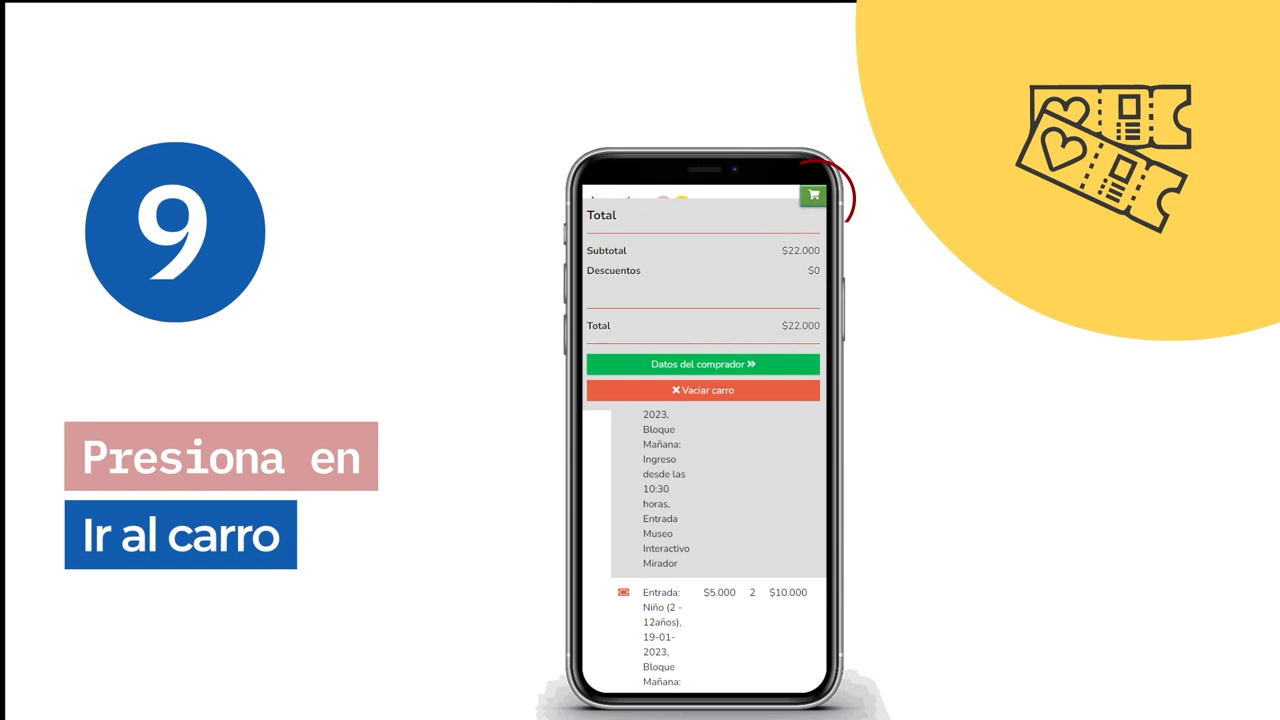 9
Presiona en
Ir al carro
Total
Subtotal $22.000
Descuentos $0
Total $22.000
Datos del comprador »
Vaciar carro
2023,
Bloque
Mañana:
Ingreso
desde las
10:30
horas,
Entrada
Museo
Interactivo
Mirador
Entrada: $5.000 2 $10.000
Niño (2 -
12años),
19-01-
2023,
Bloque
Mañana: